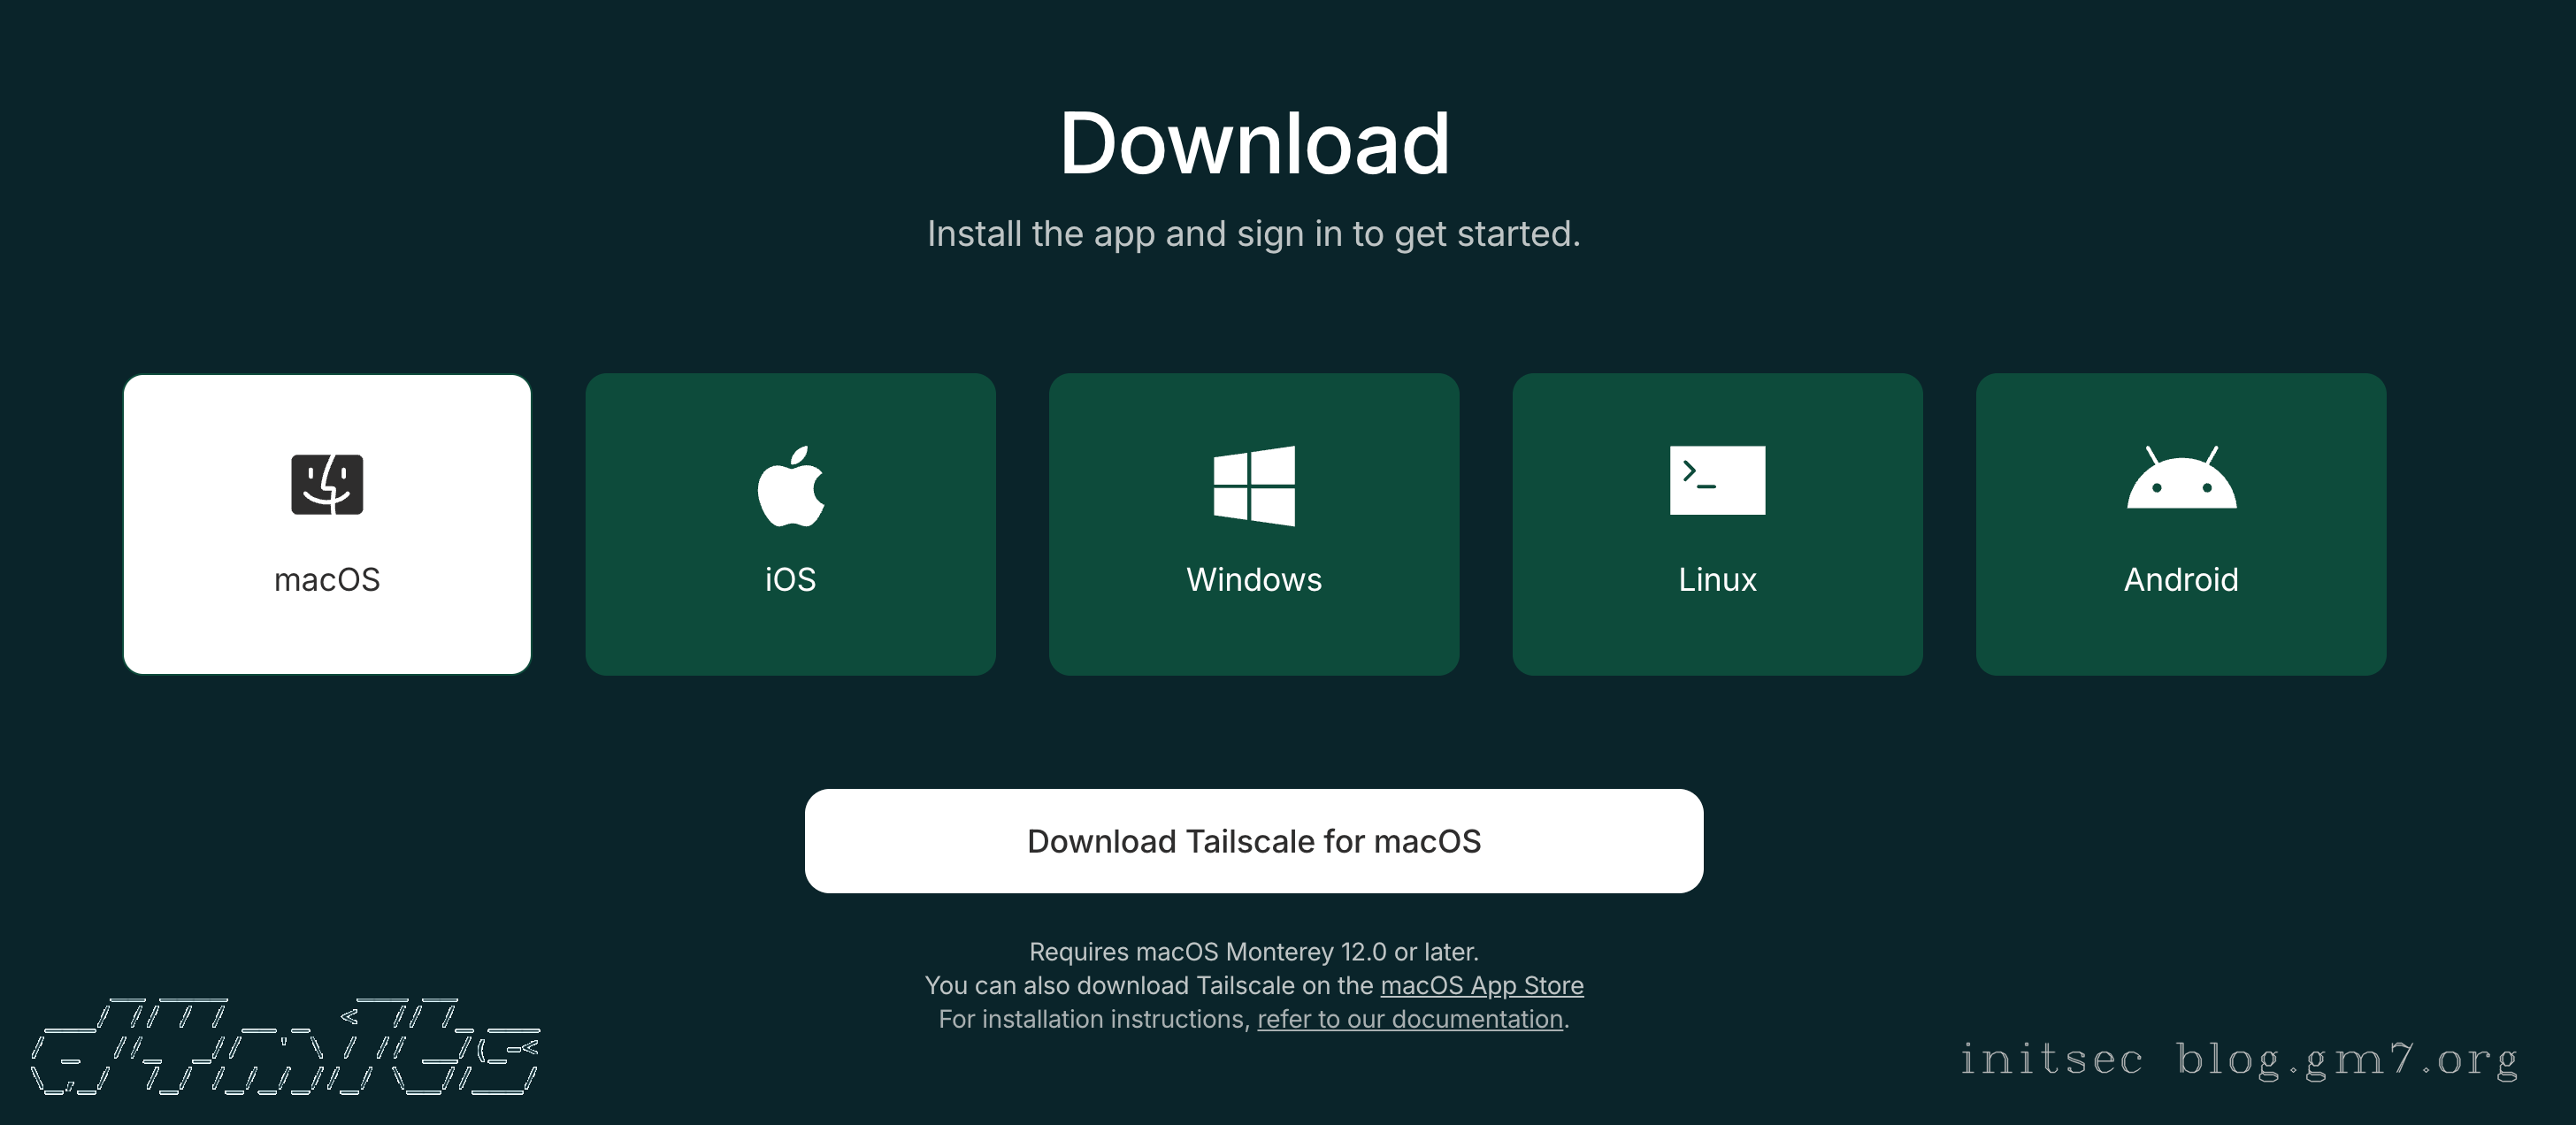 Download
Install the app and sign in to get started.
macOS
iOS
Windows
Linux
Android
Download Tailscale for macOS
Requires macOS Monterey 12.0 or later.
You can also download Tailscale on the macOS App Store
For installation instructions, refer to our documentation.
d4m1ts
initsec blog.gm7.org